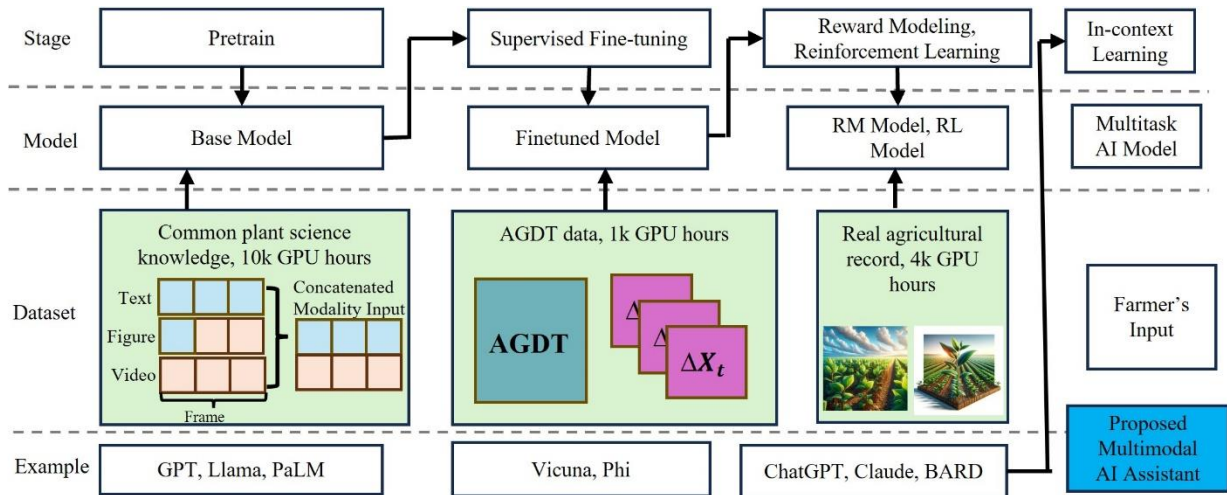 Stage
Pretrain
Supervised Fine-tuning
Reward Modeling,
Reinforcement Learning
In-context
Learning
Model
Base Model
Finetuned Model
RM Model, RL
Model
Multitask
AI Model
Dataset
Common plant science
knowledge, 10k GPU hours
Text
Figure
Video
Concatenated
Modality Input
Frame
AGDT data, 1k GPU hours
AGDT
Δ
Δ
ΔXₜ
Real agricultural
record, 4k GPU
hours
Farmer's
Input
Example
GPT, Llama, PaLM
Vicuna, Phi
ChatGPT, Claude, BARD
Proposed
Multimodal
AI Assistant